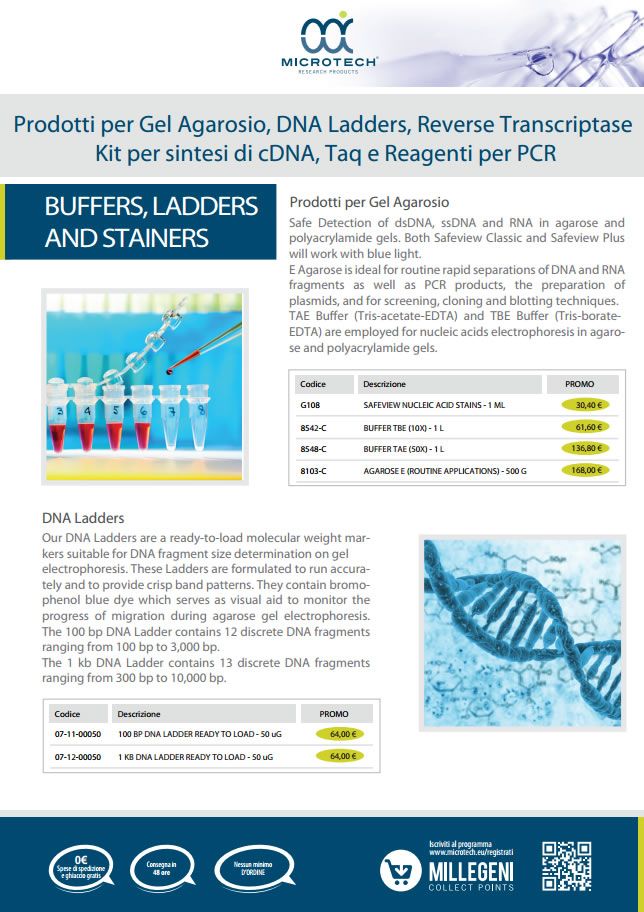 MICROTECH
RESEARCH PRODUCTS
Prodotti per Gel Agarosio, DNA Ladders, Reverse Transcriptase
Kit per sintesi di cDNA, Taq e Reagenti per PCR
BUFFERS, LADDERS
AND STAINERS
Prodotti per Gel Agarosio
Safe Detection of dsDNA, ssDNA and RNA in agarose and
polyacrylamide gels. Both Safeview Classic and Safeview Plus
will work with blue light.
E Agarose is ideal for routine rapid separations of DNA and RNA
fragments as well as PCR products, the preparation of
plasmids, and for screening, cloning and blotting techniques.
TAE Buffer (Tris-acetate-EDTA) and TBE Buffer (Tris-borate-
EDTA) are employed for nucleic acids electrophoresis in agaro-
se and polyacrylamide gels.
3 4 5 6 7 8
Codice Descrizione PROMO
G108 SAFEVIEW NUCLEIC ACID STAINS - 1 ML 30,40 €
8542-C BUFFER TBE (10X) - 1 L 61,60 €
8548-C BUFFER TAE (50X) - 1 L 136,80 €
8103-C AGAROSE E (ROUTINE APPLICATIONS) - 500 G 168,00 €
DNA Ladders
Our DNA Ladders are a ready-to-load molecular weight mar-
kers suitable for DNA fragment size determination on gel
electrophoresis. These Ladders are formulated to run accura-
tely and to provide crisp band patterns. They contain bromo-
phenol blue dye which serves as visual aid to monitor the
progress of migration during agarose gel electrophoresis.
The 100 bp DNA Ladder contains 12 discrete DNA fragments
ranging from 100 bp to 3,000 bp.
The 1 kb DNA Ladder contains 13 discrete DNA fragments
ranging from 300 bp to 10,000 bp.
Codice Descrizione PROMO
07-11-00050 100 BP DNA LADDER READY TO LOAD - 50 uG 64,00 €
07-12-00050 1 KB DNA LADDER READY TO LOAD - 50 uG 64,00 €
0€
Spese di spedizione
e ghiaccio gratis
Consegna in
48 ore
Nessun minimo
D'ORDINE
Iscriviti al programma
www.microtech.eu/registrati
MILLEGENI
COLLECT POINTS